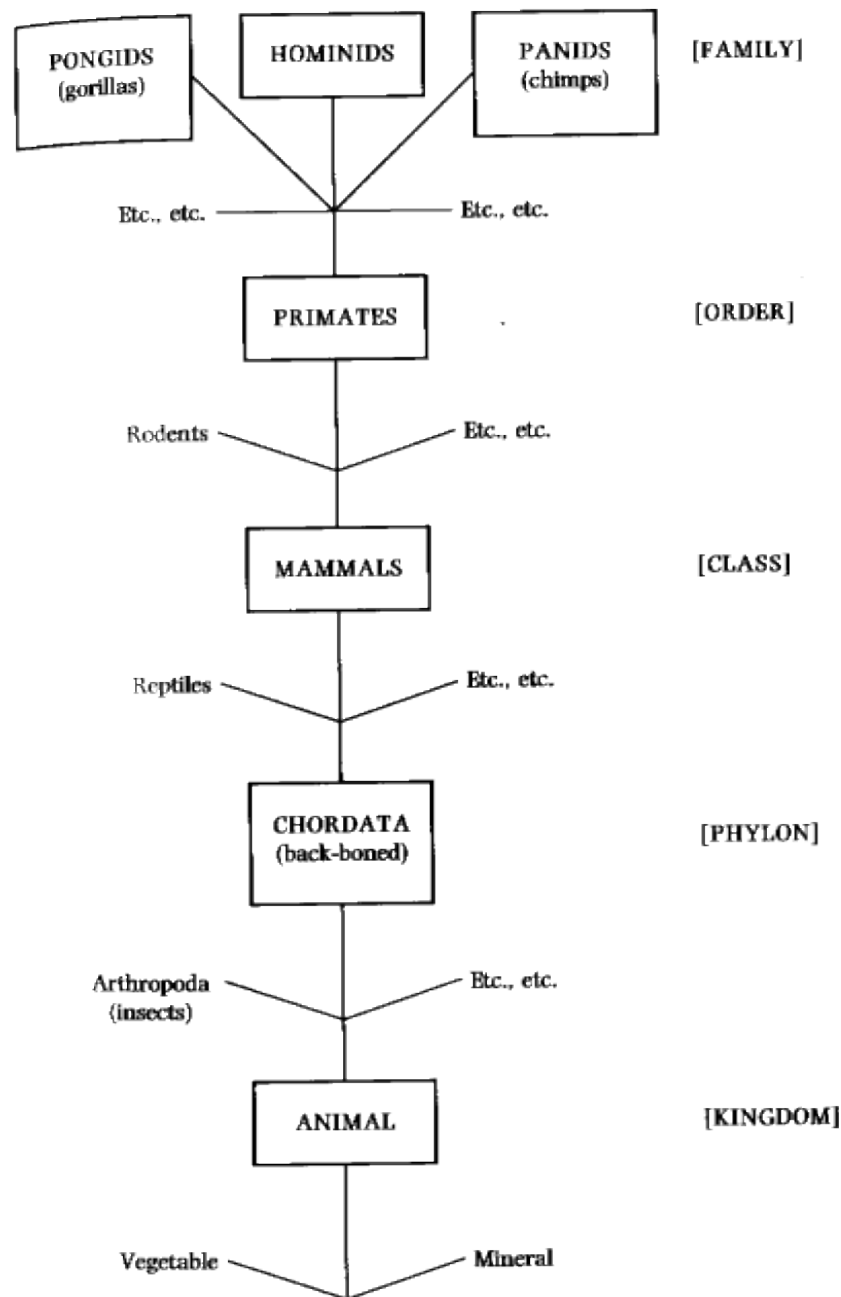 PONGIDS
(gorillas)
HOMINIDS
PANIDS
(chimps)
[FAMILY]
Etc., etc.
Etc., etc.
PRIMATES
[ORDER]
Rodents
Etc., etc.
MAMMALS
[CLASS]
Reptiles
Etc., etc.
CHORDATA
(back-boned)
[PHYLON]
Arthropoda
(insects)
Etc., etc.
ANIMAL
[KINGDOM]
Vegetable
Mineral